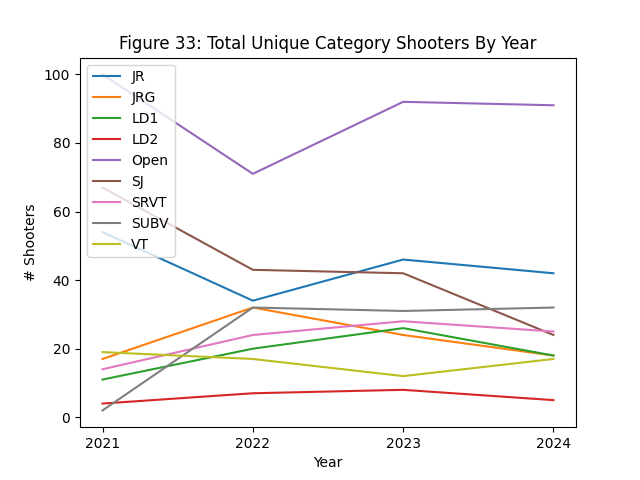 Figure 33: Total Unique Category Shooters By Year
100
80
60
40
20
0
# Shooters
JR
JRG
LD1
LD2
Open
SJ
SRVT
SUBV
VT
2021 2022 2023 2024
Year